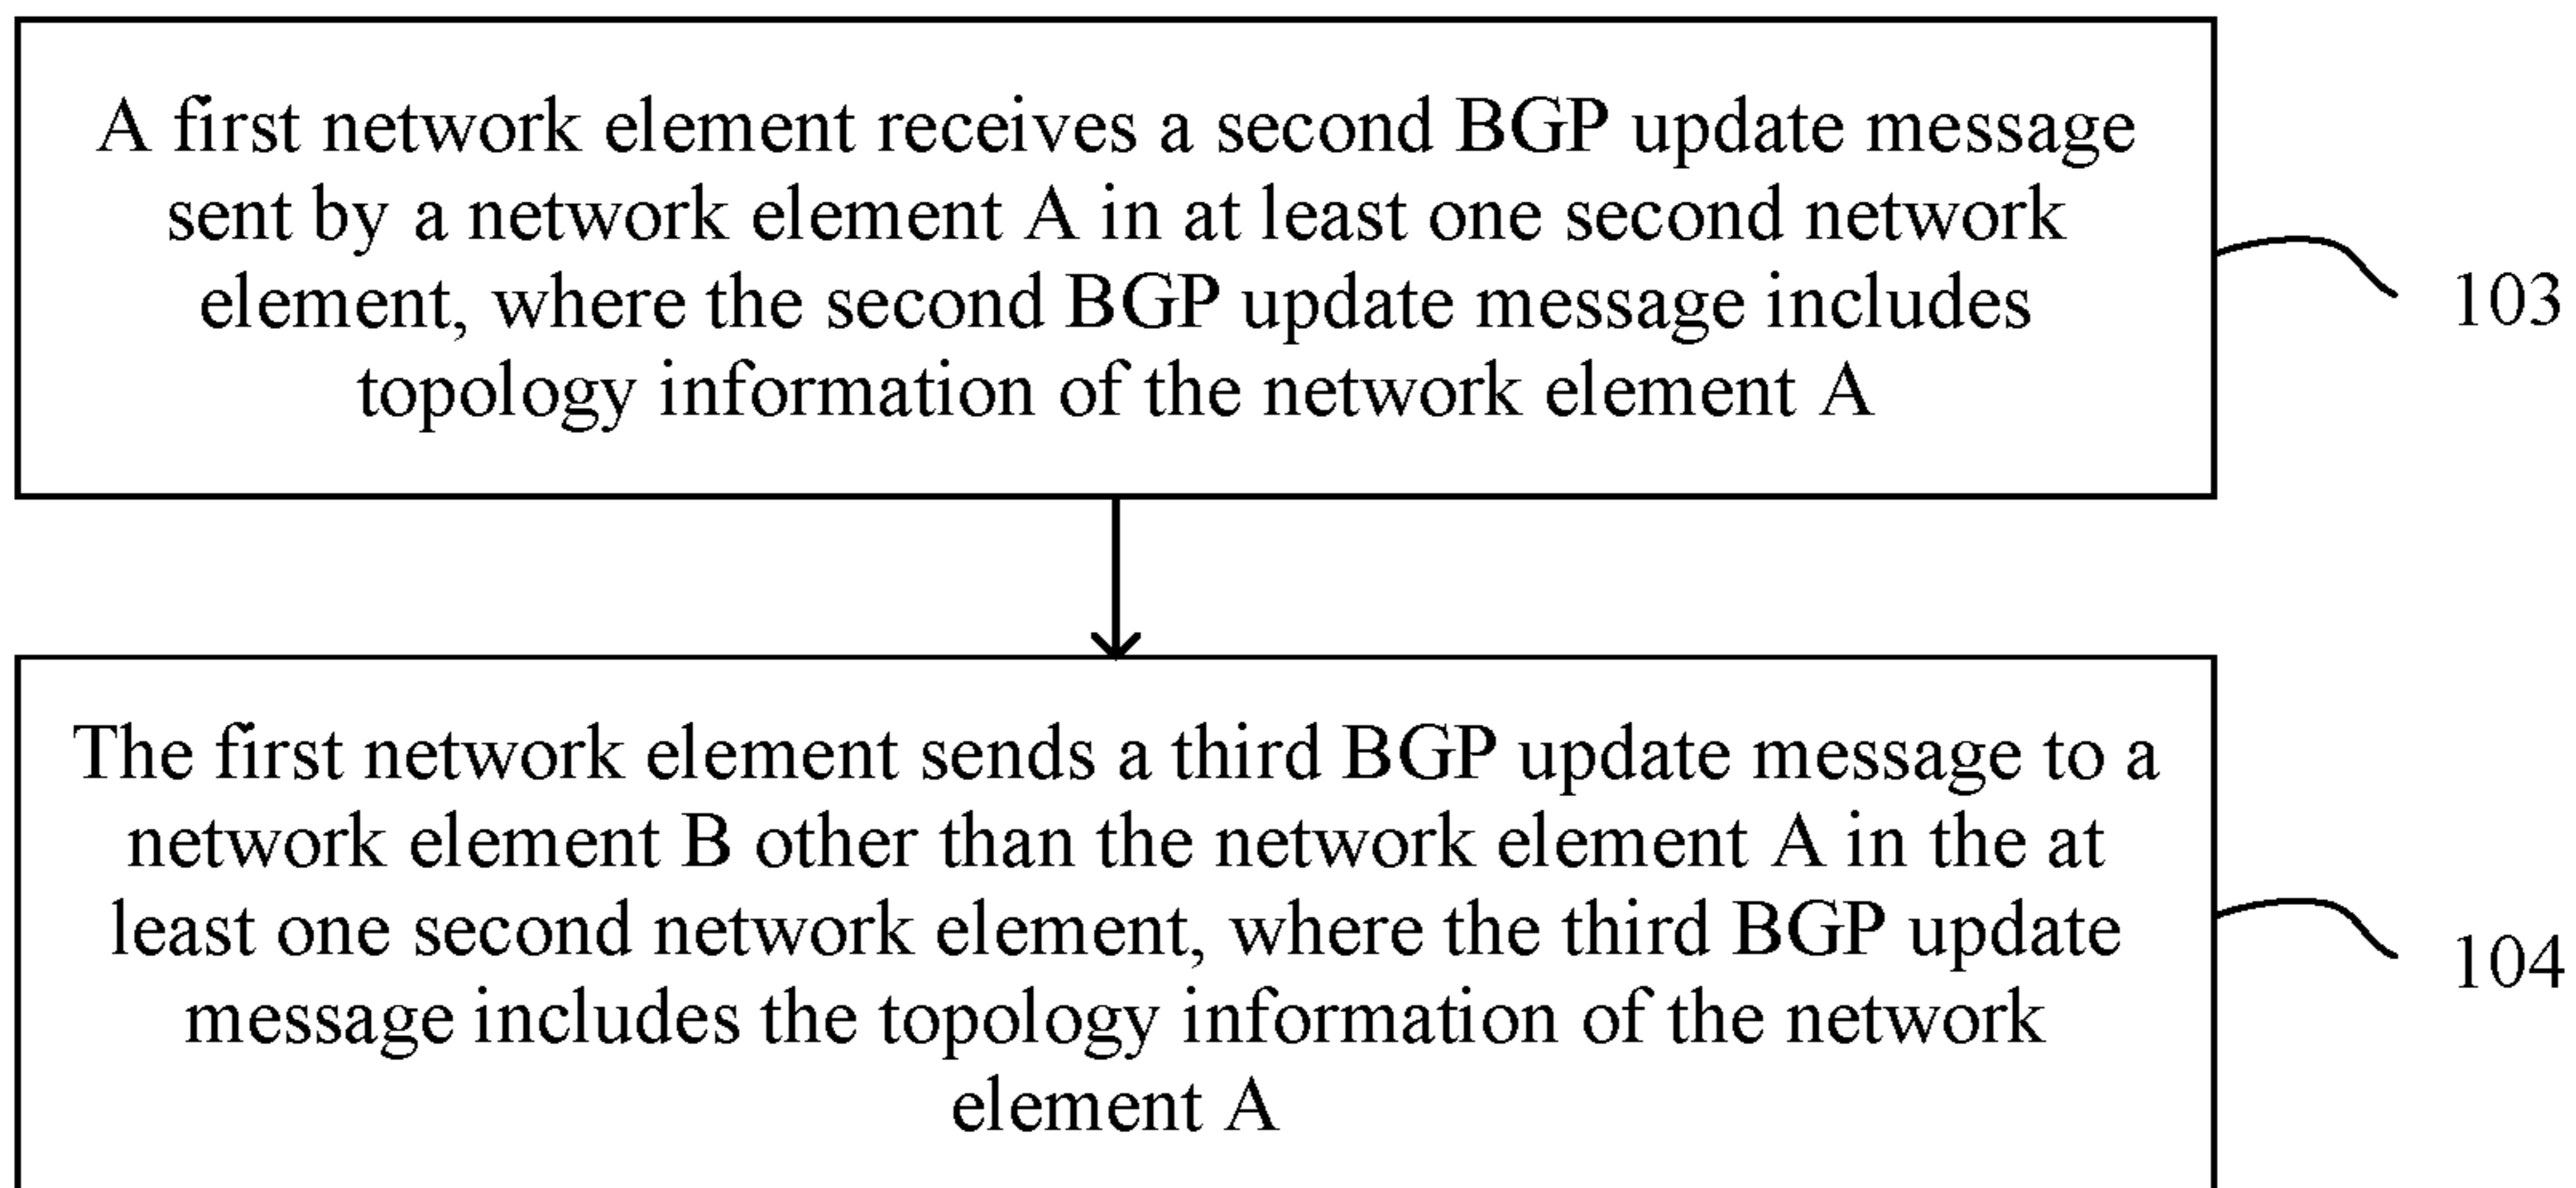 A first network element receives a second BGP update message
sent by a network element A in at least one second network
element, where the second BGP update message includes
topology information of the network element A
103
The first network element sends a third BGP update message to a
network element B other than the network element A in the at
least one second network element, where the third BGP update
message includes the topology information of the network
element A
104